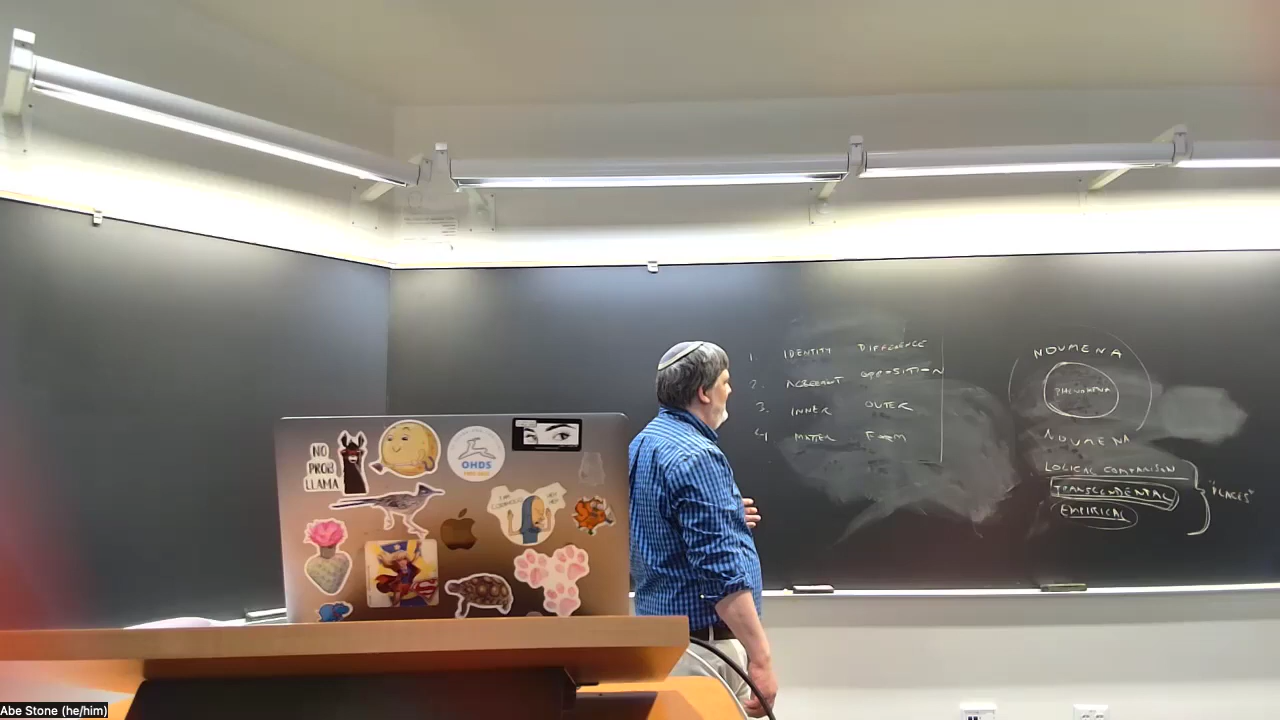 1. IDENTITY DIFFERENCE
2. AGREEMENT OPPOSITION
3. INNER OUTER
4 MATTER FORM
NOUMENA
PHENOMENA
NOUMENA
LOGICAL COMPARISON
TRANSCENDENTAL
EMPIRICAL
"PLACES"
NO
PROB
LLAMA
OHDS
Abe Stone (he/him)